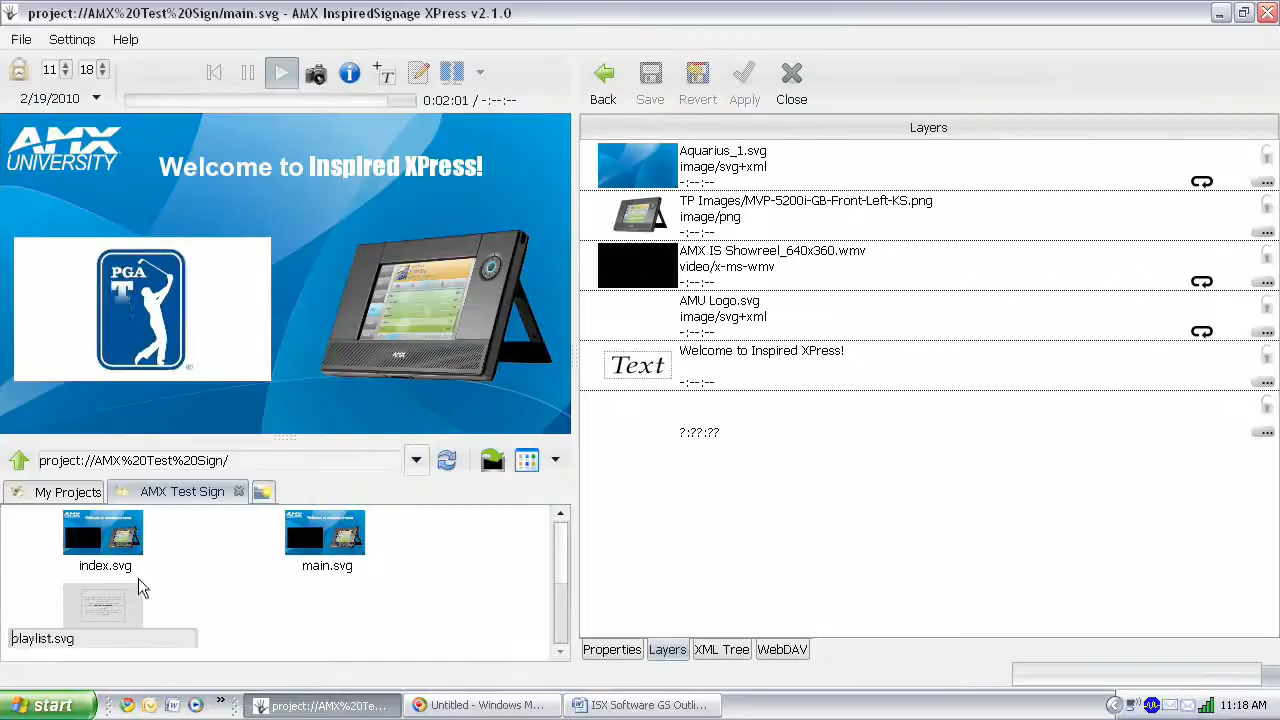 project://AMX%20Test%20Sign/main.svg - AMX InspiredSignage XPress v2.1.0
File Settings Help
11 18
2/19/2010
0:02:01 / -:--:--
Back Save Revert Apply Close
Layers
AMX
UNIVERSITY
Welcome to Inspired XPress!
PGA
T
AMX
Aquarius_1.svg
image/svg+xml
-:--:--
TP Images/MVP-5200i-GB-Front-Left-KS.png
image/png
-:--:--
AMX IS Showreel_640x360.wmv
video/x-ms-wmv
-:--:--
AMU Logo.svg
image/svg+xml
-:--:--
Text
Welcome to Inspired XPress!
-:--:--
?:??:??
project://AMX%20Test%20Sign/
My Projects AMX Test Sign
index.svg main.svg
playlist.svg
Properties Layers XML Tree WebDAV
start
project://AMX%20Te...
Untitled - Windows M...
ISX Software GS Outli...
11:18 AM